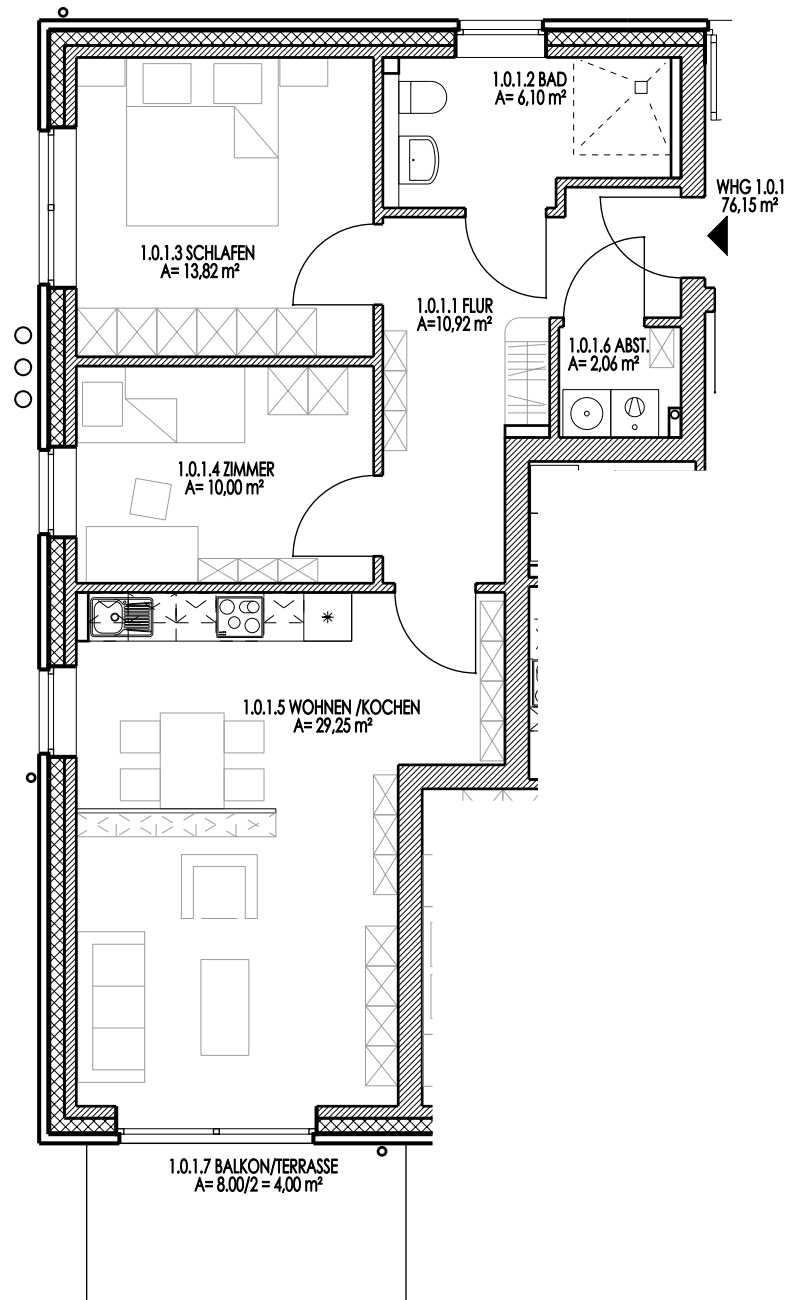 1.0.1.2 BAD
A= 6,10 m²
WHG 1.0.1
76,15 m²
1.0.1.3 SCHLAFEN
A= 13,82 m²
1.0.1.1 FLUR
A=10,92 m²
1.0.1.6 ABST.
A= 2,06 m²
1.0.1.4 ZIMMER
A= 10,00 m²
1.0.1.5 WOHNEN /KOCHEN
A= 29,25 m²
1.0.1.7 BALKON/TERRASSE
A= 8.00/2 = 4,00 m²